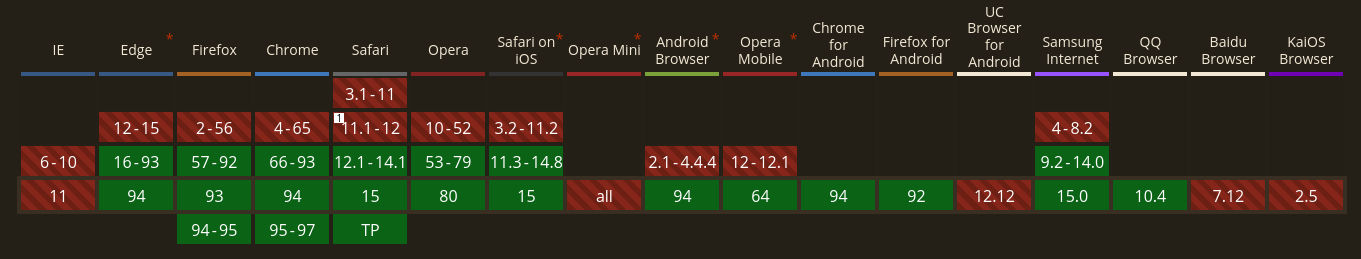 IE Edge * Firefox Chrome Safari Opera Safari on iOS * Opera Mini * Android Browser * Opera Mobile * Chrome for Android Firefox for Android UC Browser for Android Samsung Internet QQ Browser Baidu Browser KaiOS Browser
3.1-11
12-15 2-56 4-65 1 11.1-12 10-52 3.2-11.2 4-8.2
6-10 16-93 57-92 66-93 12.1-14.1 53-79 11.3-14.8 2.1-4.4.4 12-12.1 9.2-14.0
11 94 93 94 15 80 15 all 94 64 94 92 12.12 15.0 10.4 7.12 2.5
94-95 95-97 TP